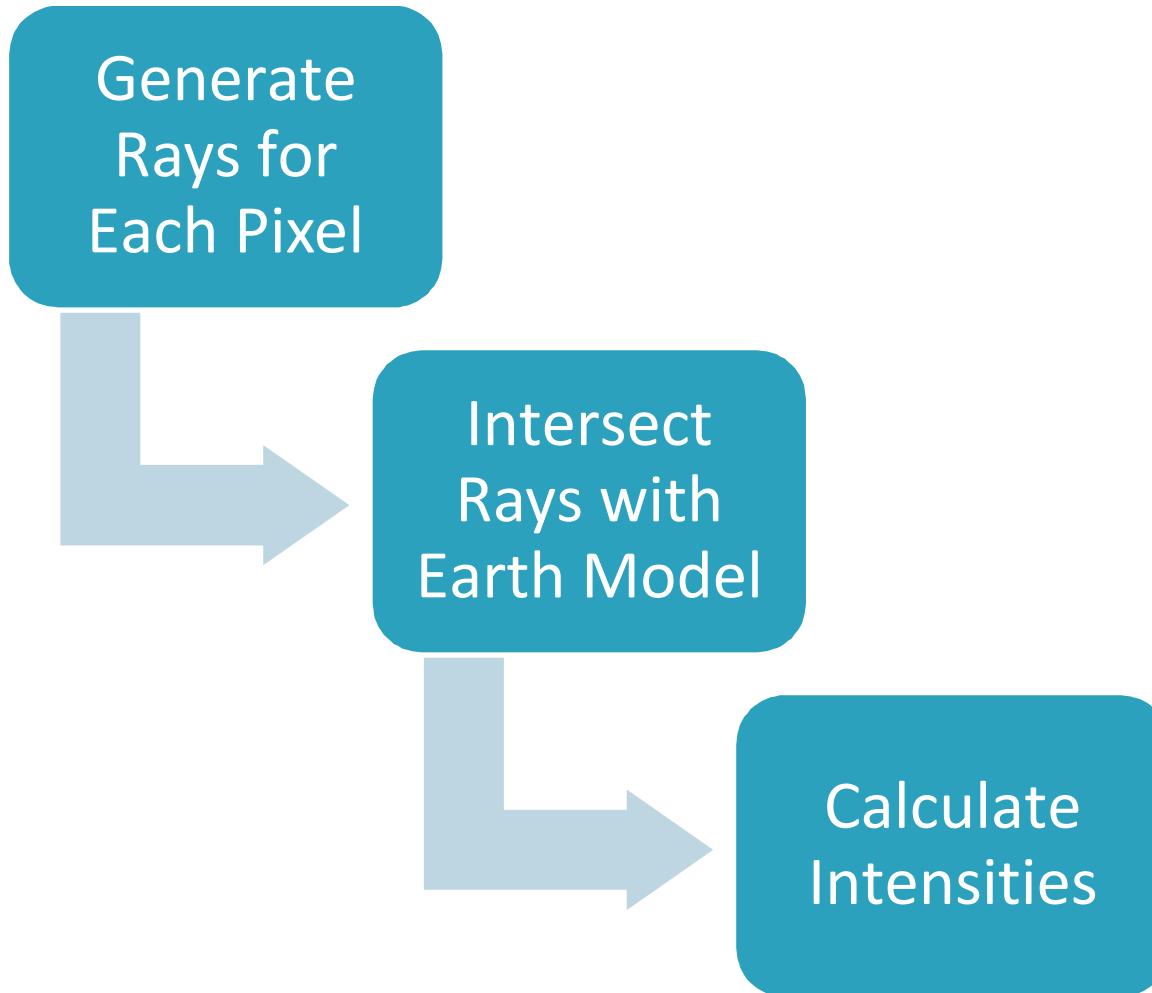 Generate
Rays for
Each Pixel
Intersect
Rays with
Earth Model
Calculate
Intensities